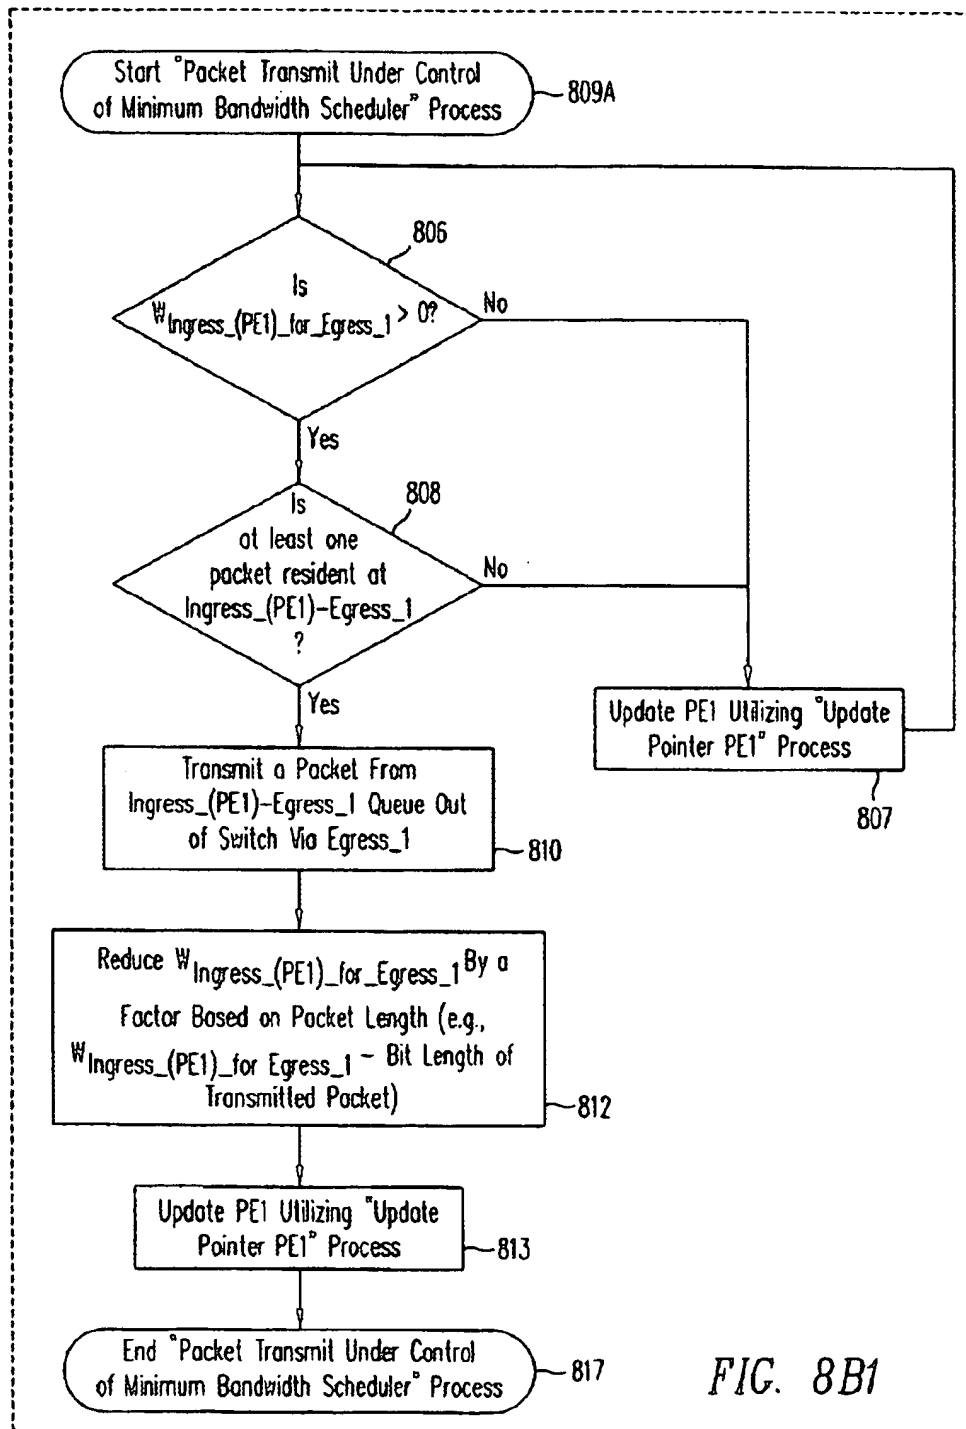 Start "Packet Transmit Under Control
of Minimum Bandwidth Scheduler" Process
809A
806
Is
WIngress_(PE1)_for_Egress_1 > 0?
No
Yes
808
Is
at least one
packet resident at
Ingress_(PE1)-Egress_1
?
No
Yes
Update PE1 Utilizing "Update
Pointer PE1" Process
807
Transmit a Packet From
Ingress_(PE1)-Egress_1 Queue Out
of Switch Via Egress_1
810
Reduce WIngress_(PE1)_for_Egress_1 By a
Factor Based on Packet Length (e.g.,
WIngress_(PE1)_for Egress_1 - Bit Length of
Transmitted Packet)
812
Update PE1 Utilizing "Update
Pointer PE1" Process
813
End "Packet Transmit Under Control
of Minimum Bandwidth Scheduler" Process
817
FIG. 8B1